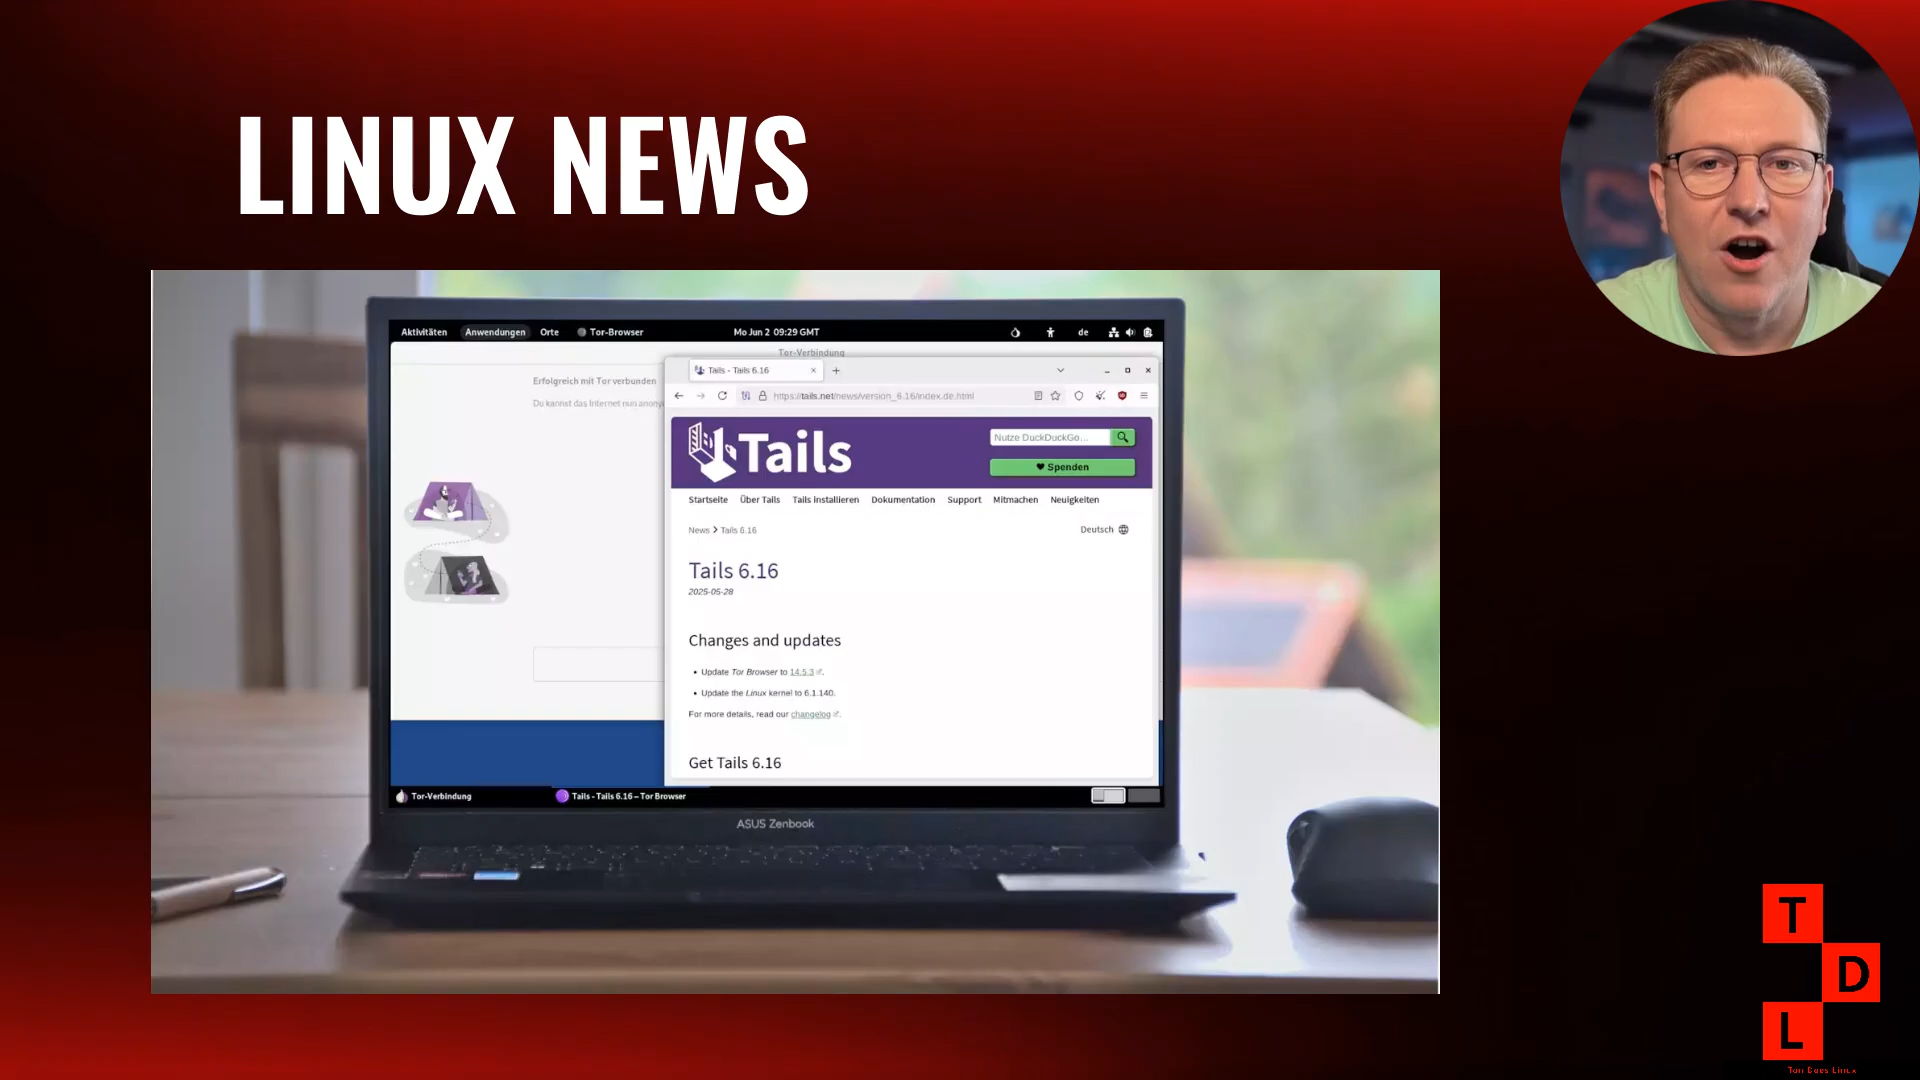 LINUX NEWS
Aktivitäten Anwendungen Orte Tor-Browser Mo Jun 2 09:29 GMT de
Tor-Verbindung
Erfolgreich mit Tor verbunden
Du kannst das Internet nun
Tails - Tails 6.16
https://tails.net/news/version_6.16/index.de.html
Tails
Nutze DuckDuckGo...
Spenden
Startseite Über Tails Tails installieren Dokumentation Support Mitmachen Neuigkeiten
News Tails 6.16
Deutsch
Tails 6.16
2025-05-28
Changes and updates
• Update Tor Browser to 14.5.3.
• Update the Linux kernel to 6.1.140.
For more details, read our changelog.
Get Tails 6.16
Tor-Verbindung Tails - Tails 6.16 – Tor Browser
ASUS Zenbook
T
D
L